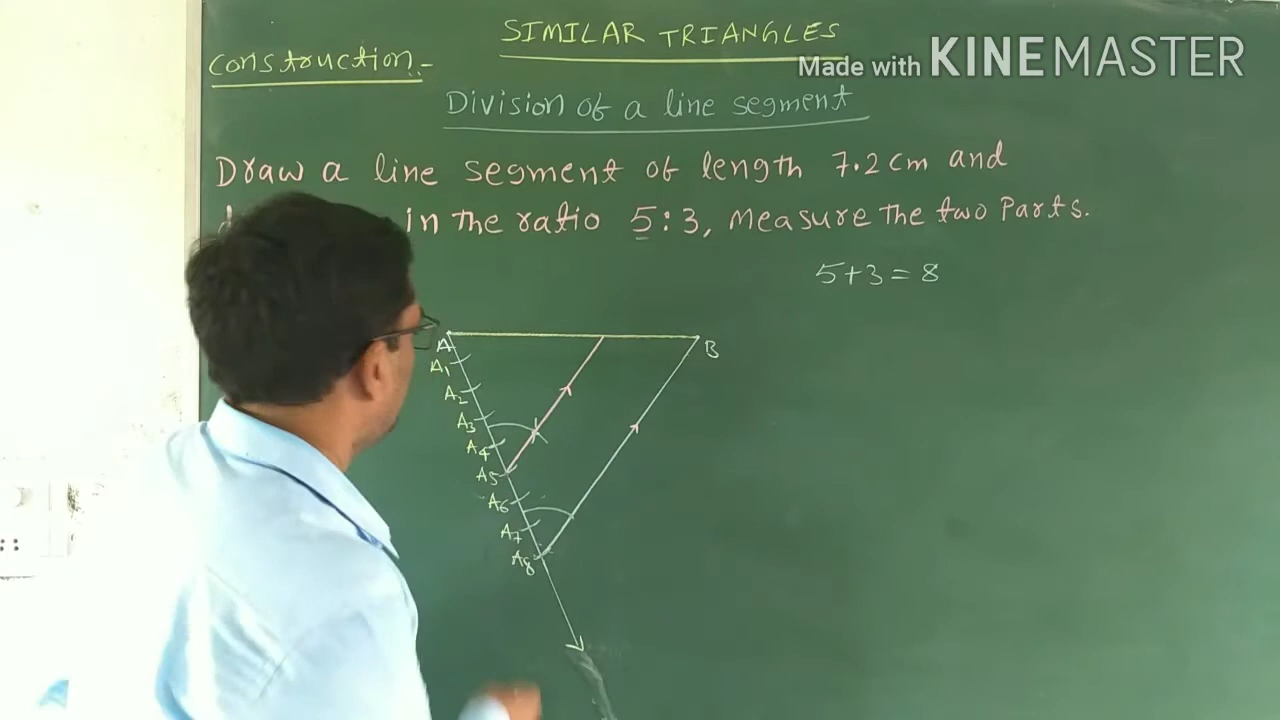 SIMILAR TRIANGLES
Construction:-
Made with KINEMASTER
Division of a line segment
Draw a line segment of length 7.2 cm and
in the ratio 5:3, Measure the two Parts.
5+3=8
A
B
A1
A2
A3
A4
A5
A6
A7
A8